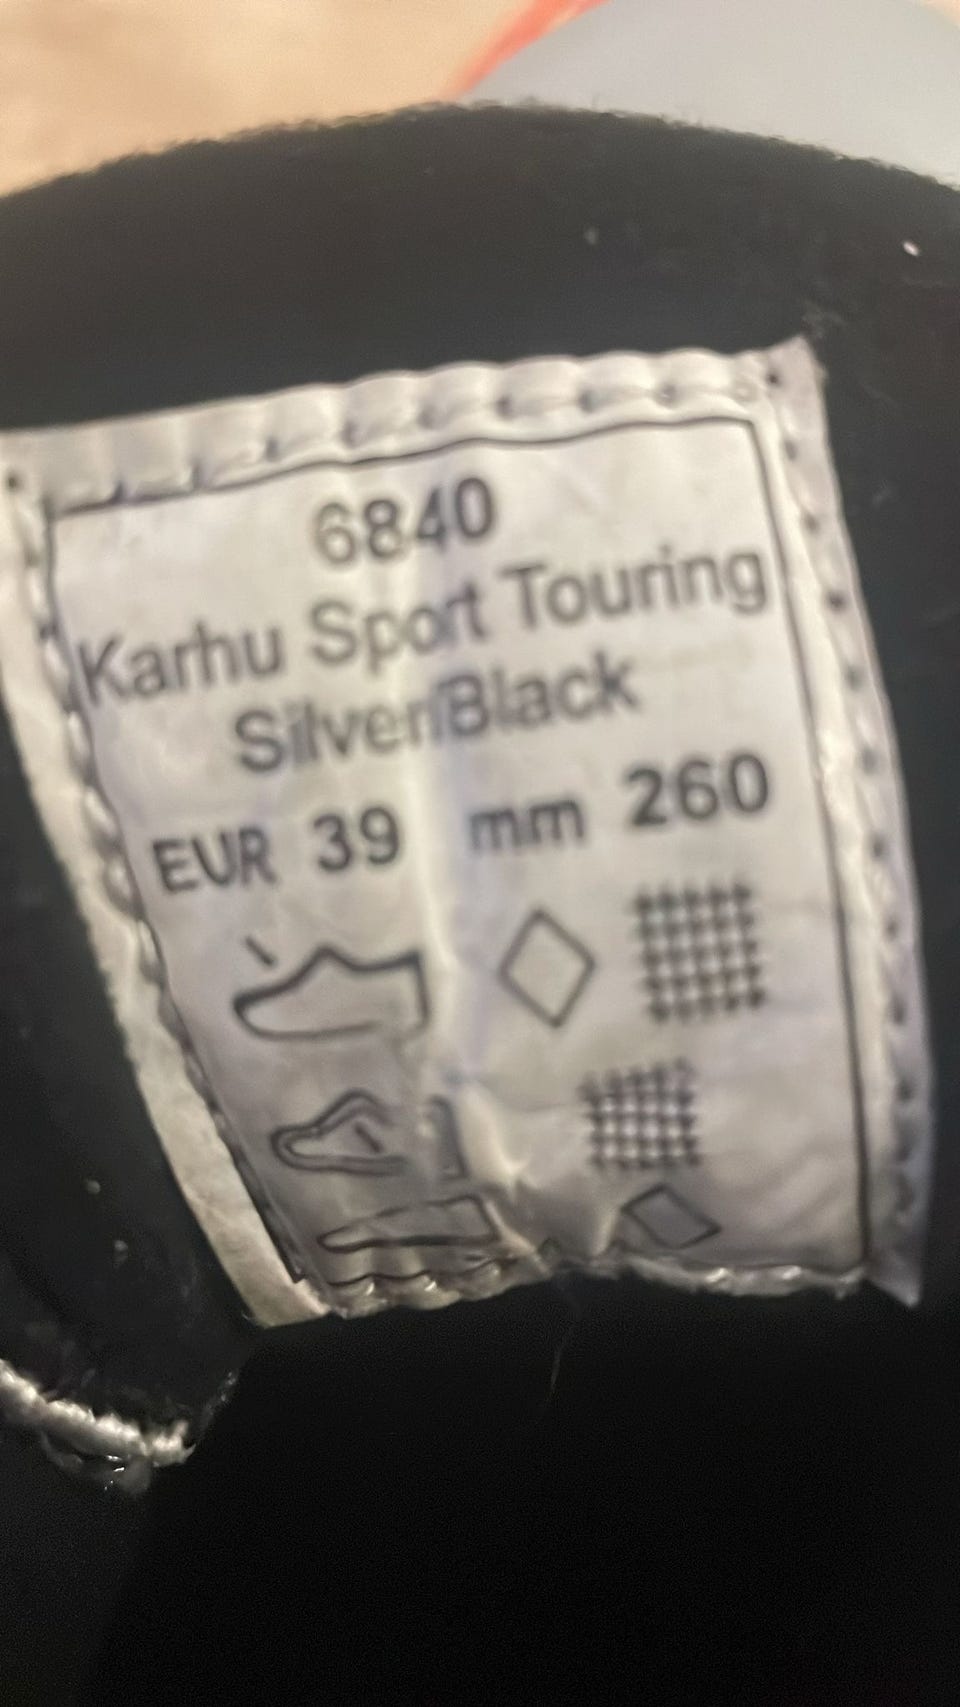 6840
Karhu Sport Touring
Silver/Black
EUR 39 mm 260